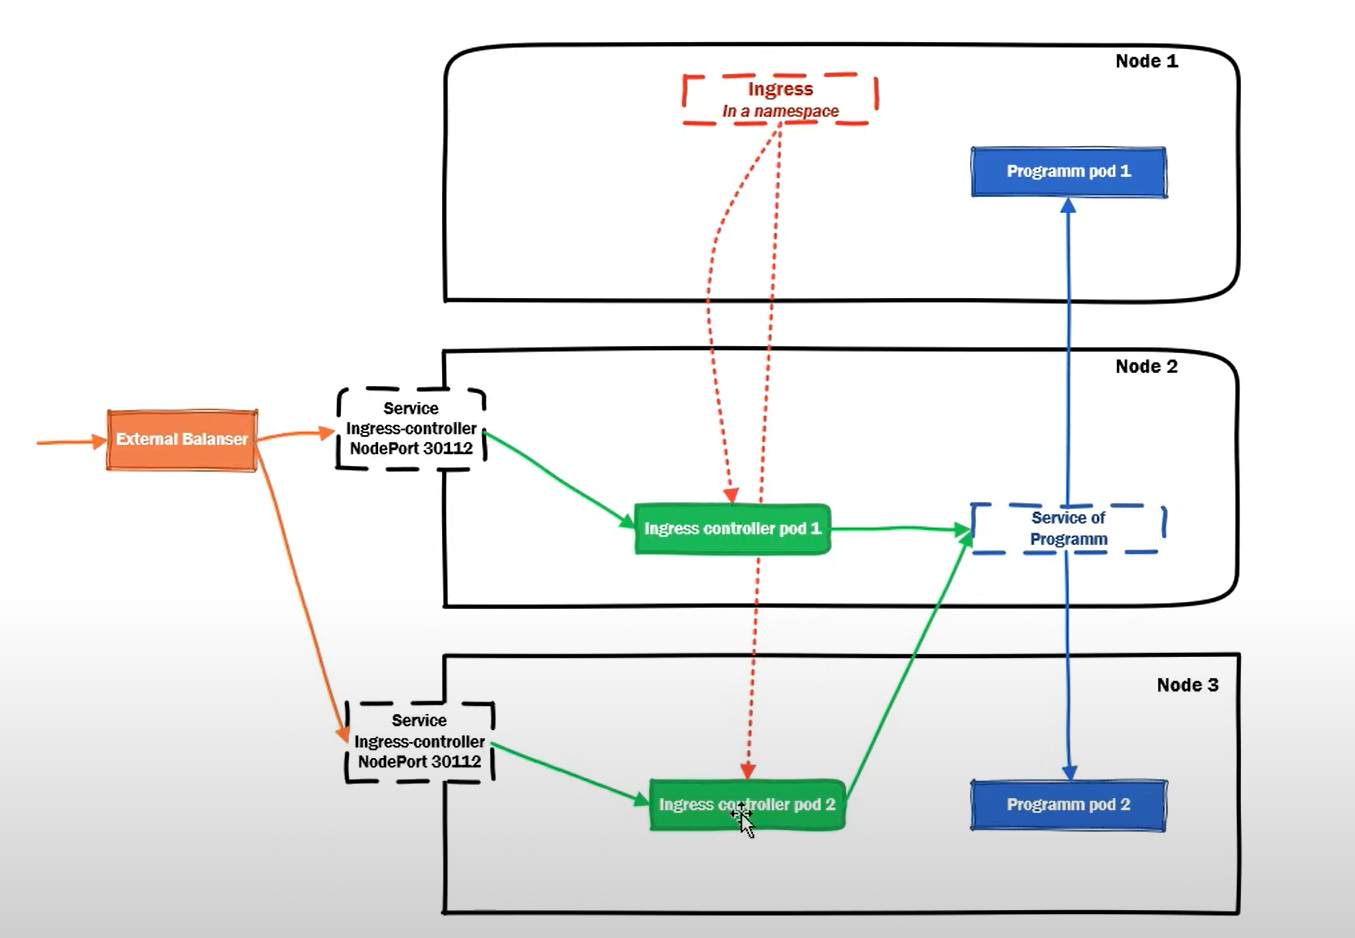 Node 1
Ingress
In a namespace
Programm pod 1
Node 2
Service
Ingress-controller
NodePort 30112
External Balanser
Ingress controller pod 1
Service of
Programm
Node 3
Service
Ingress-controller
NodePort 30112
Ingress controller pod 2
Programm pod 2